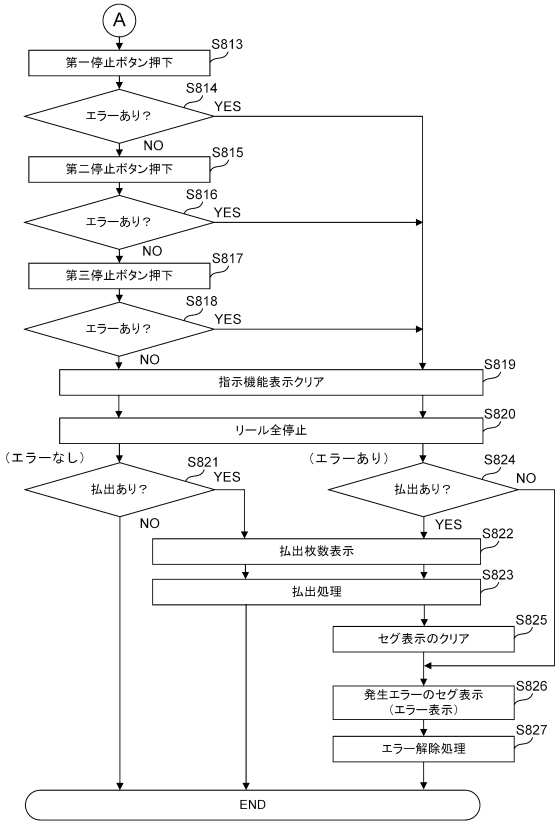 A
S813
第一停止ボタン押下
S814
エラーあり？
YES
NO
S815
第二停止ボタン押下
S816
エラーあり？
YES
NO
S817
第三停止ボタン押下
S818
エラーあり？
YES
NO
S819
指示機能表示クリア
S820
リール全停止
（エラーなし）
S821
払出あり？
YES
NO
（エラーあり）
S824
払出あり？
NO
YES
S822
払出枚数表示
S823
払出処理
S825
セグ表示のクリア
S826
発生エラーのセグ表示
（エラー表示）
S827
エラー解除処理
END